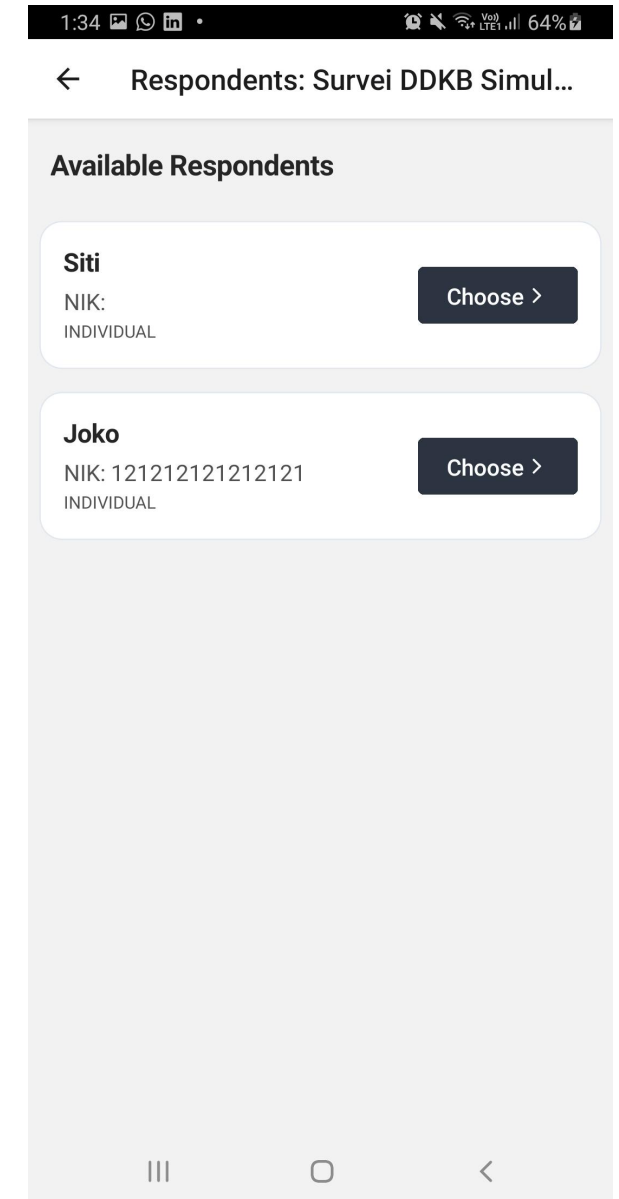 1:34 64%
Respondents: Survei DDKB Simul...
Available Respondents
Siti
NIK:
INDIVIDUAL
Choose >
Joko
NIK: 121212121212121
INDIVIDUAL
Choose >